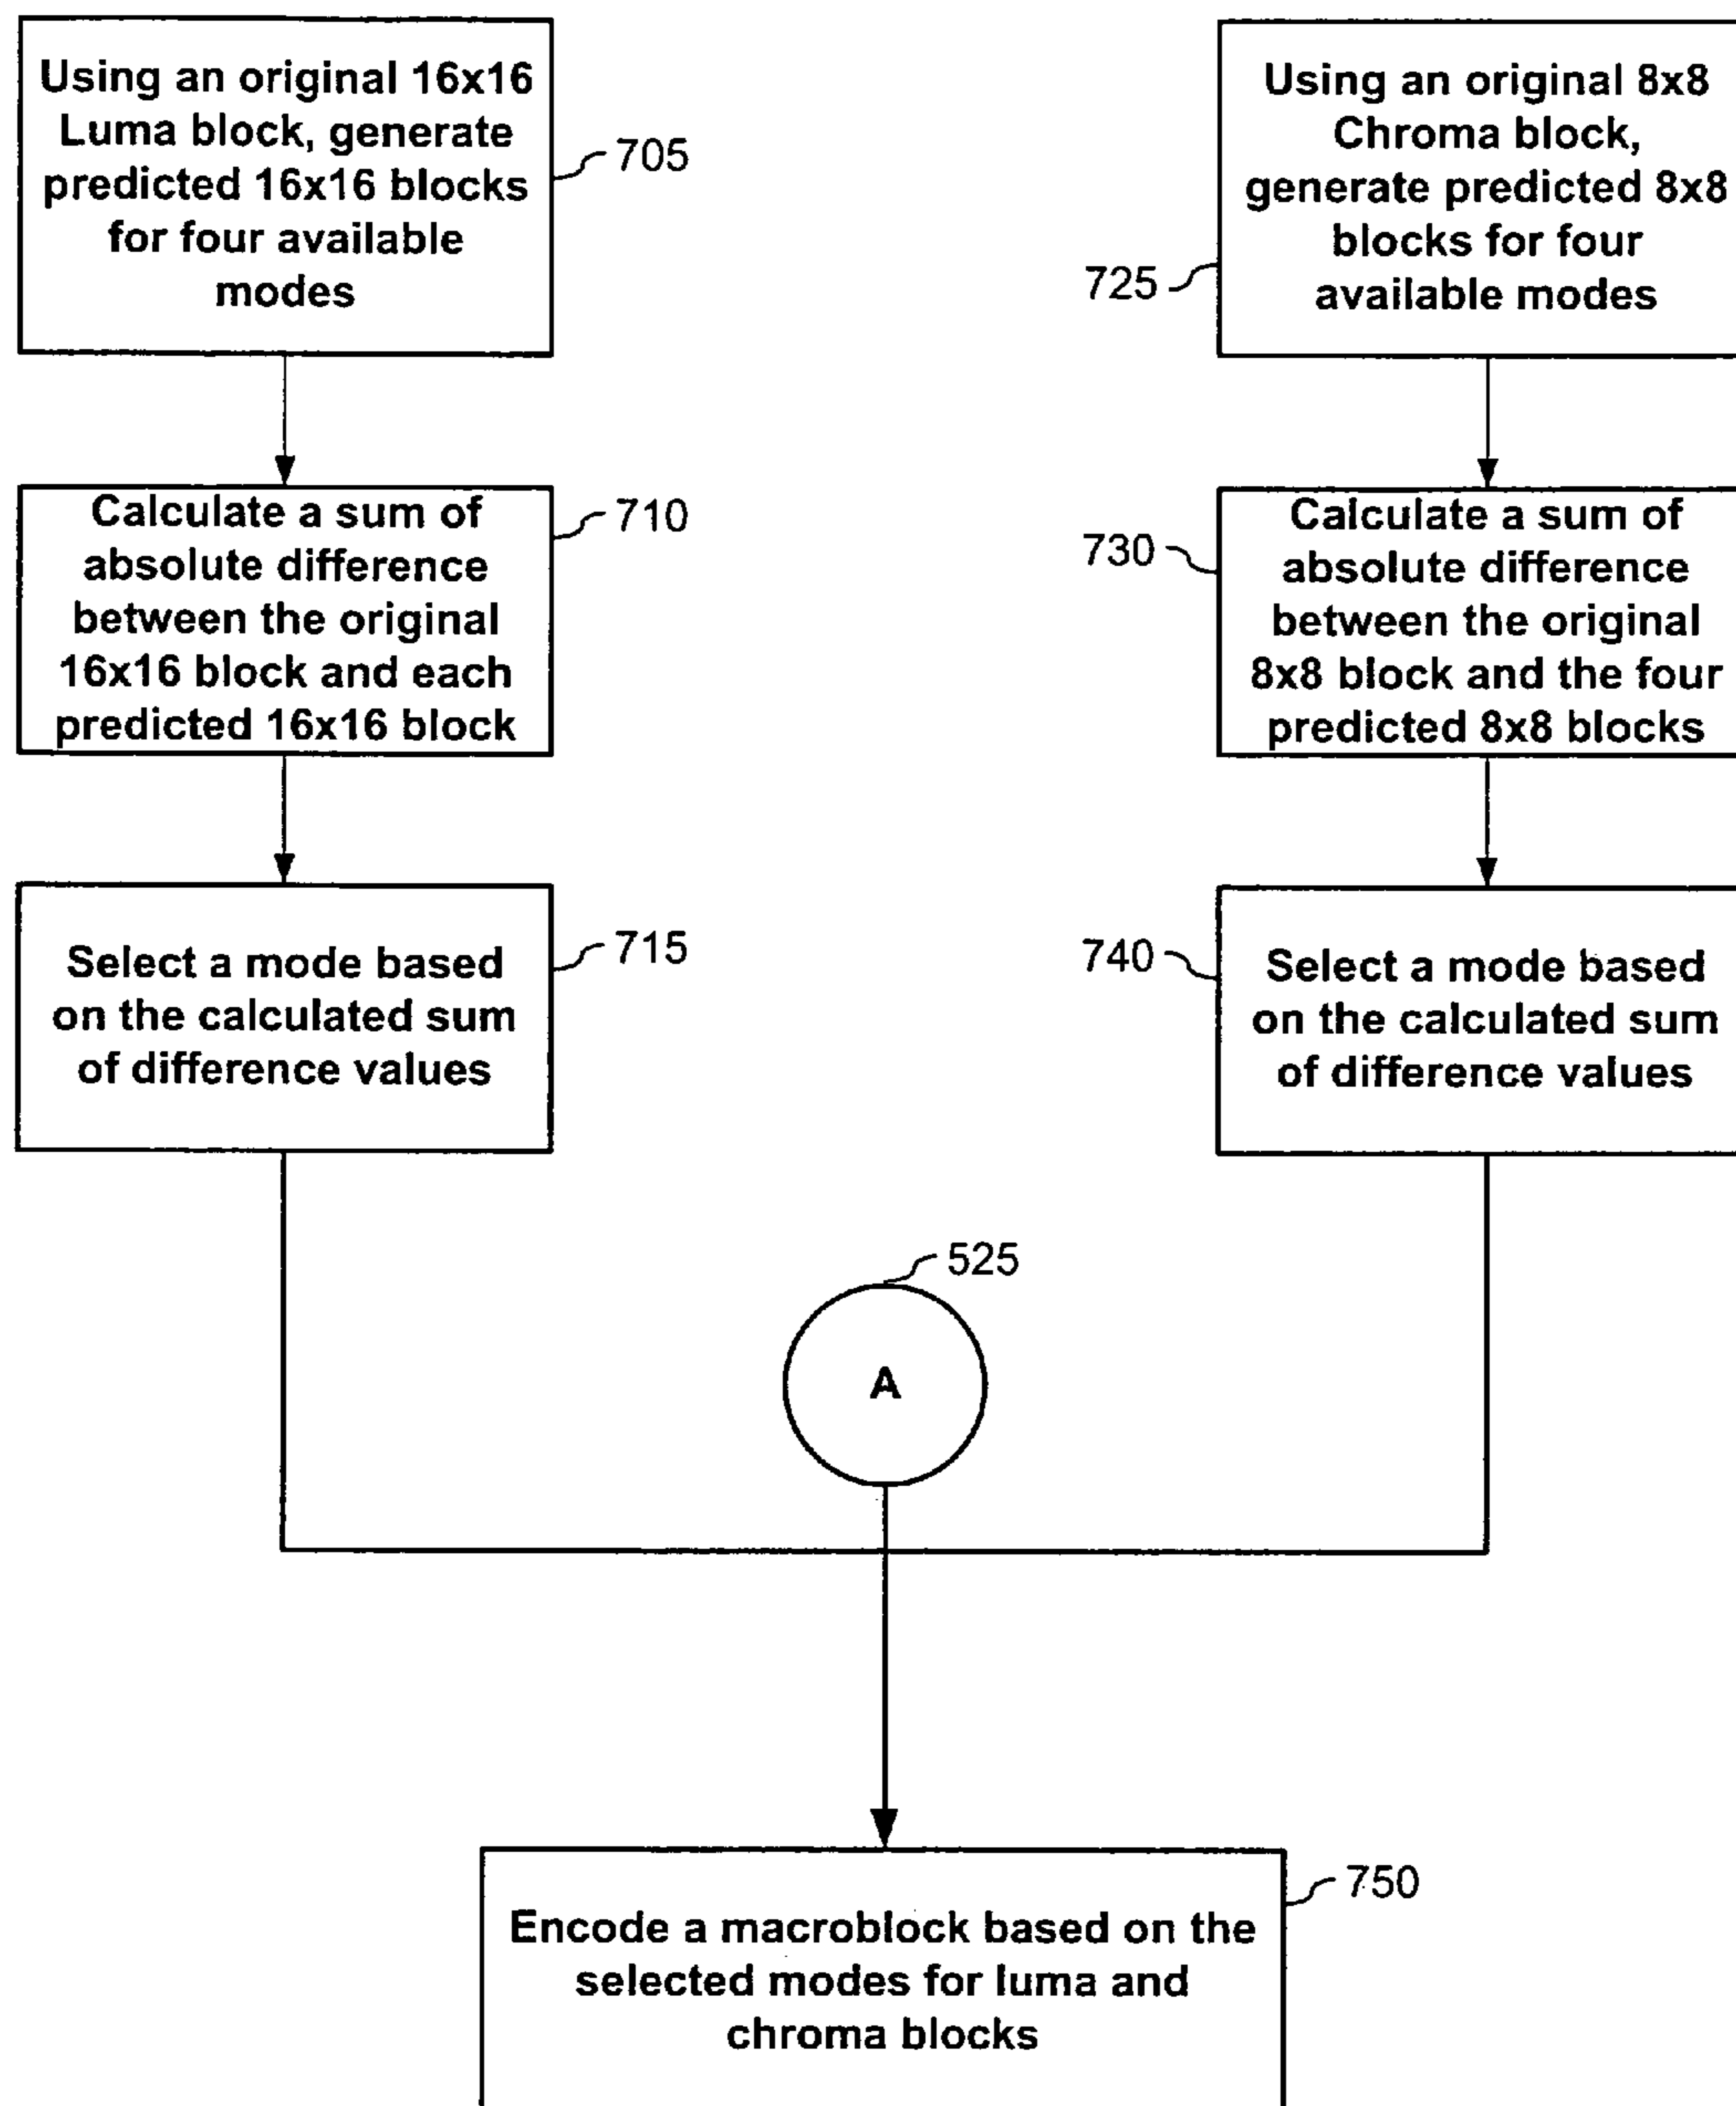 Using an original 16x16
Luma block, generate
predicted 16x16 blocks
for four available
modes
705
Using an original 8x8
Chroma block,
generate predicted 8x8
blocks for four
available modes
725
Calculate a sum of
absolute difference
between the original
16x16 block and each
predicted 16x16 block
710
Calculate a sum of
absolute difference
between the original
8x8 block and the four
predicted 8x8 blocks
730
Select a mode based
on the calculated sum
of difference values
715
Select a mode based
on the calculated sum
of difference values
740
525
A
Encode a macroblock based on the
selected modes for luma and
chroma blocks
750